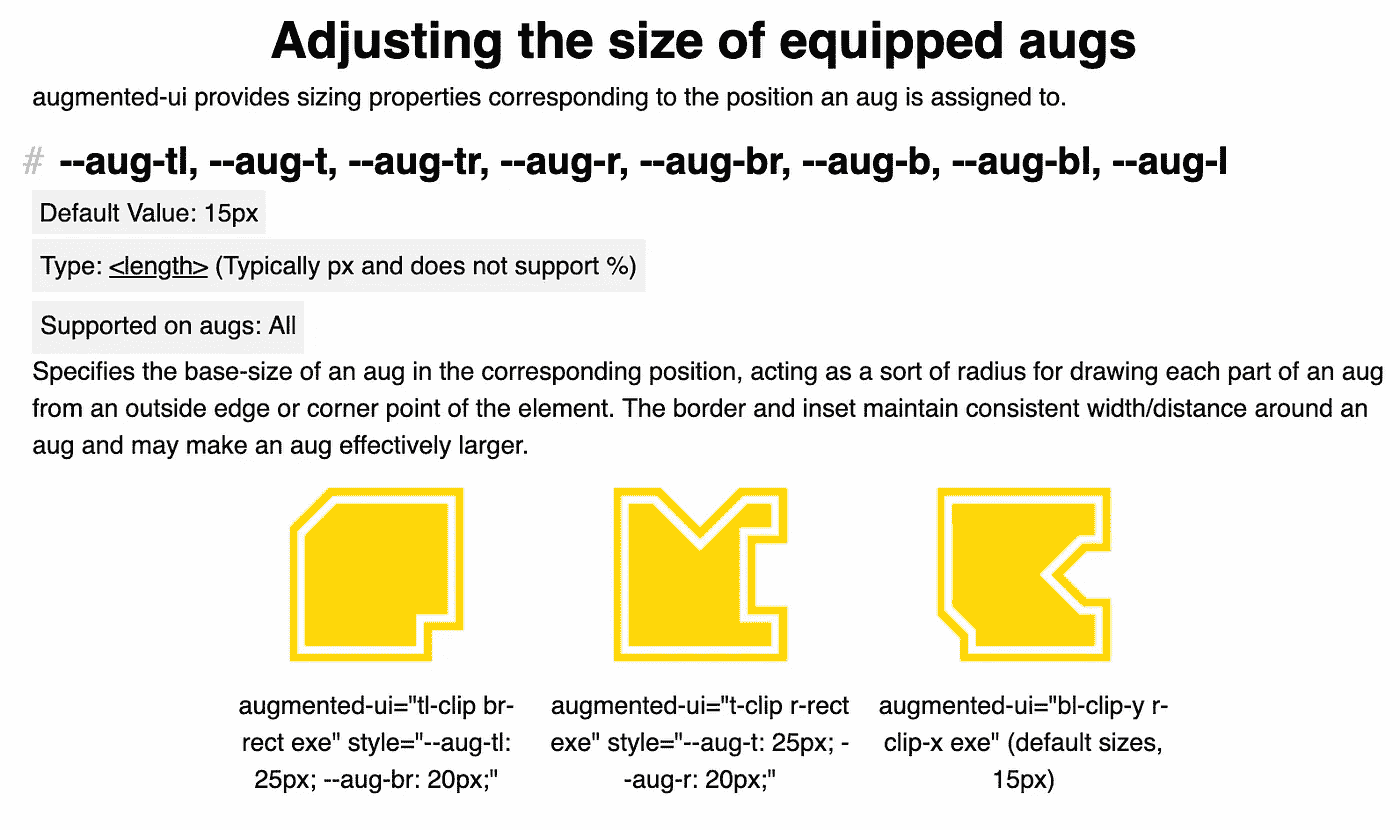 Adjusting the size of equipped augs
augmented-ui provides sizing properties corresponding to the position an aug is assigned to.
# --aug-tl, --aug-t, --aug-tr, --aug-r, --aug-br, --aug-b, --aug-bl, --aug-l
Default Value: 15px
Type: <length> (Typically px and does not support %)
Supported on augs: All
Specifies the base-size of an aug in the corresponding position, acting as a sort of radius for drawing each part of an aug
from an outside edge or corner point of the element. The border and inset maintain consistent width/distance around an
aug and may make an aug effectively larger.
augmented-ui="tl-clip br-
rect exe" style="--aug-tl:
25px; --aug-br: 20px;"
augmented-ui="t-clip r-rect
exe" style="--aug-t: 25px; -
-aug-r: 20px;"
augmented-ui="bl-clip-y r-
clip-x exe" (default sizes,
15px)